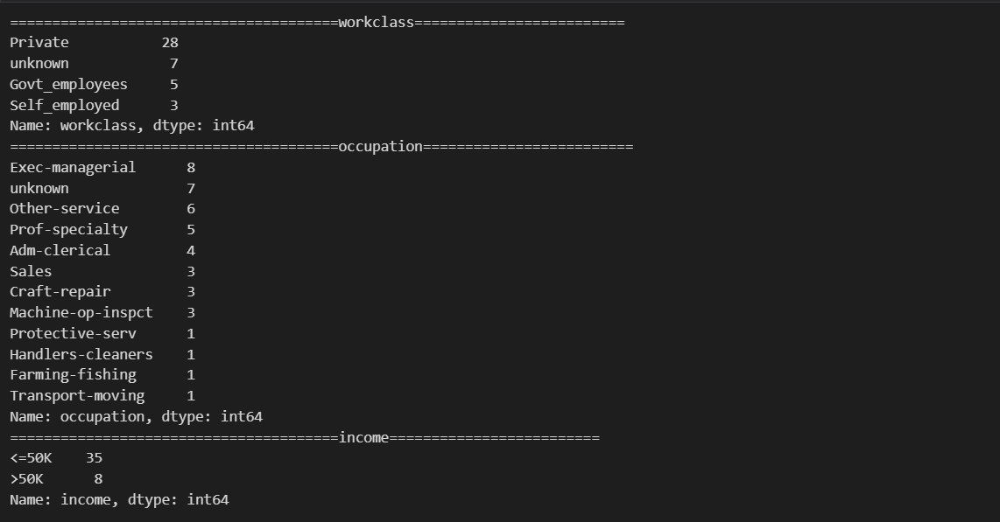 =======================================workclass=========================
Private           28
unknown            7
Govt_employees     5
Self_employed      3
Name: workclass, dtype: int64
=======================================occupation=========================
Exec-managerial      8
unknown              7
Other-service        6
Prof-specialty       5
Adm-clerical         4
Sales                3
Craft-repair         3
Machine-op-inspct    3
Protective-serv      1
Handlers-cleaners    1
Farming-fishing      1
Transport-moving     1
Name: occupation, dtype: int64
=======================================income=========================
<=50K    35
>50K      8
Name: income, dtype: int64